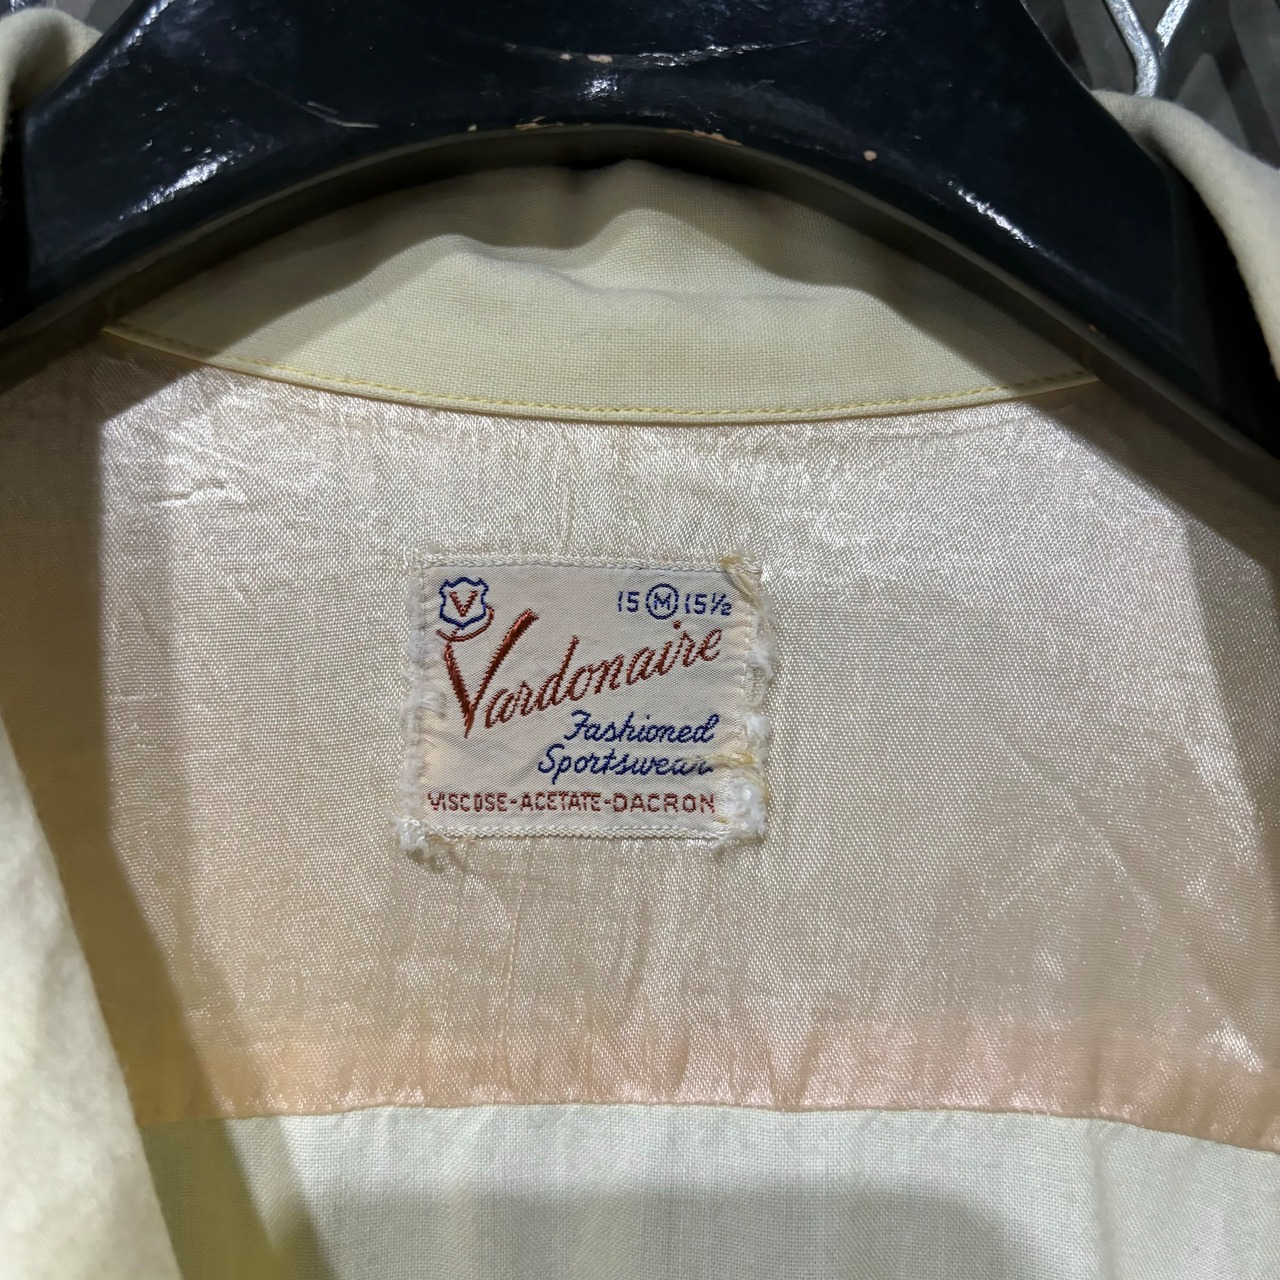 V
15 M 15½
Vardonaire
Fashioned
Sportswear
VISCOSE-ACETATE-DACRON